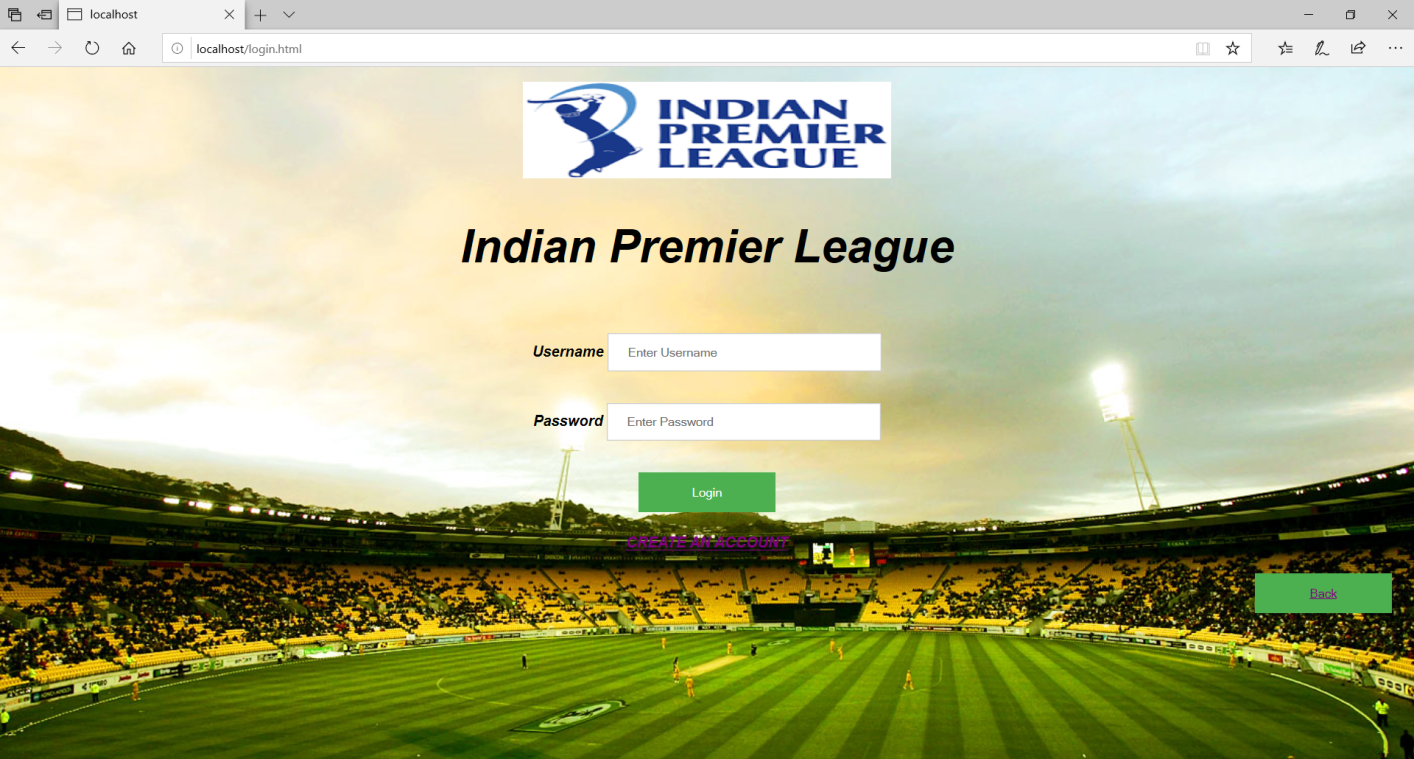 localhost
localhost/login.html
INDIAN
PREMIER
LEAGUE
Indian Premier League
Username Enter Username
Password Enter Password
Login
CREATE AN ACCOUNT
Back